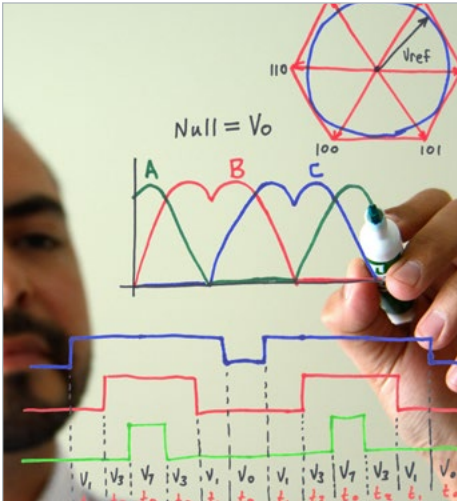 Vref
110
Null = V0
100 101
A B C
V1 V3 V7 V3 V1 V0 V1 V3 V7 V3 V1 V0